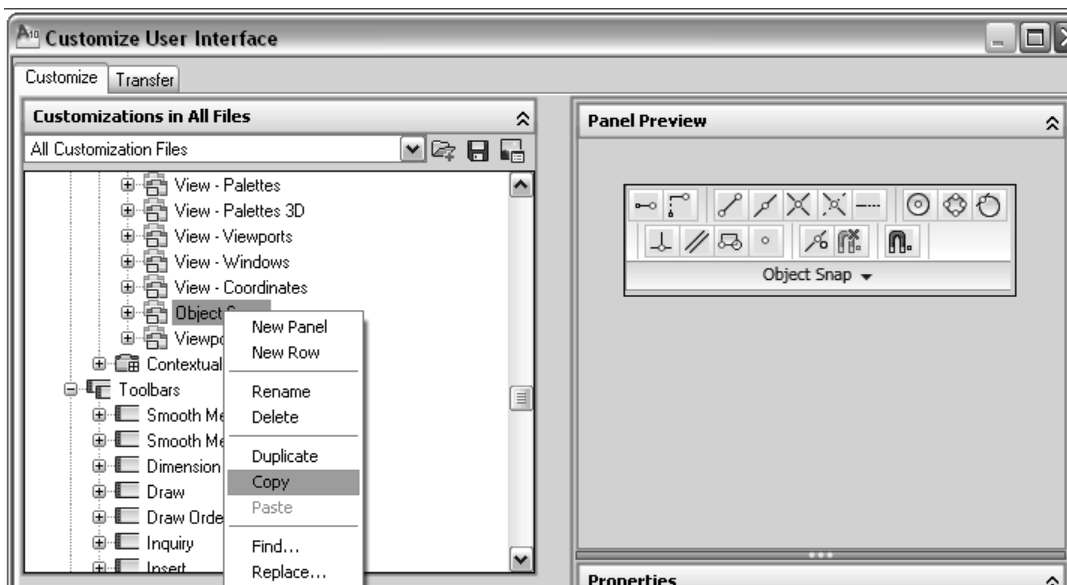 A10 Customize User Interface
Customize Transfer
Customizations in All Files
All Customization Files
View - Palettes
View - Palettes 3D
View - Viewports
View - Windows
View - Coordinates
Object S
Viewpo
Contextual
Toolbars
Smooth Me
Smooth Me
Dimension
Draw
Draw Orde
Inquiry
Insert
New Panel
New Row
Rename
Delete
Duplicate
Copy
Paste
Find...
Replace...
Panel Preview
Object Snap
Properties